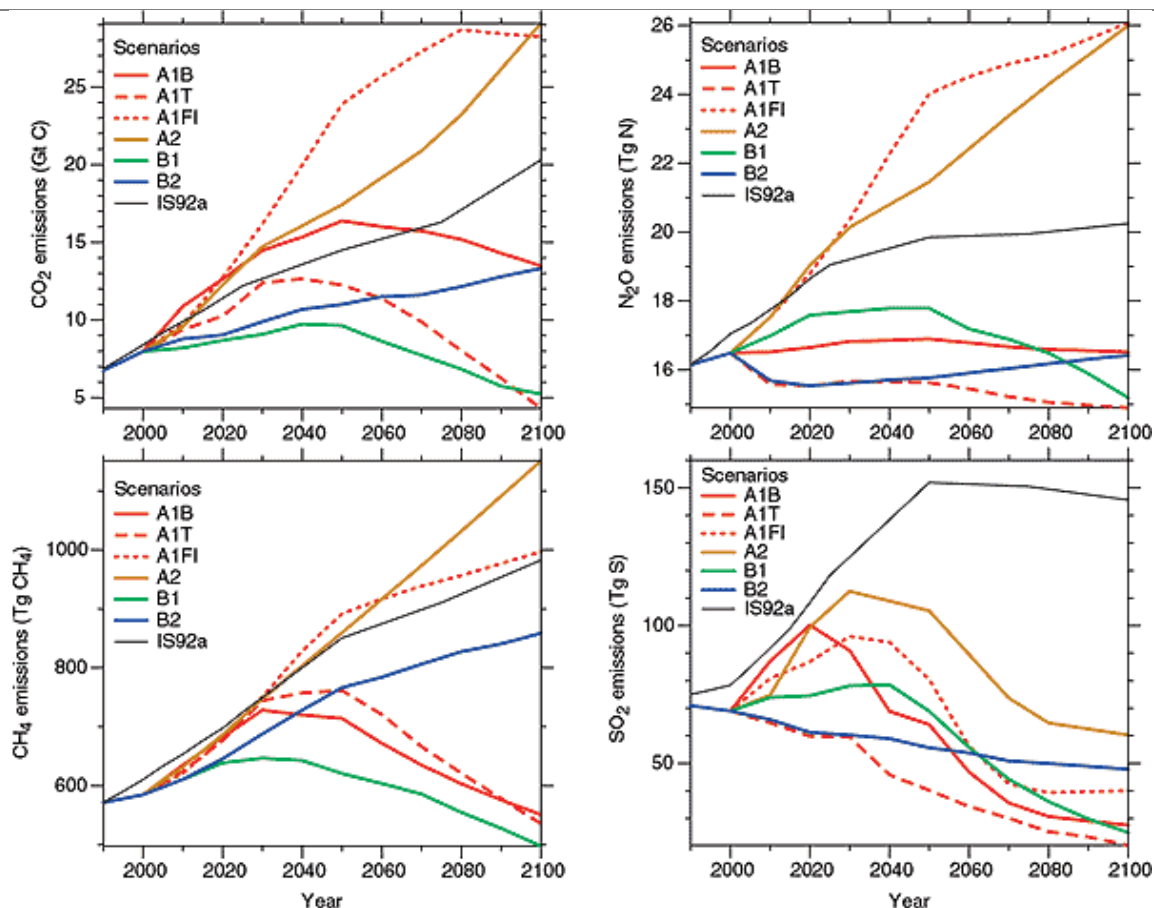 Scenarios
A1B
A1T
A1FI
A2
B1
B2
IS92a
CO₂ emissions (Gt C)
25
20
15
10
5
2000 2020 2040 2060 2080 2100
Scenarios
A1B
A1T
A1FI
A2
B1
B2
IS92a
N₂O emissions (Tg N)
26
24
22
20
18
16
2000 2020 2040 2060 2080 2100
Scenarios
A1B
A1T
A1FI
A2
B1
B2
IS92a
CH₄ emissions (Tg CH₄)
1000
800
600
2000 2020 2040 2060 2080 2100
Year
Scenarios
A1B
A1T
A1FI
A2
B1
B2
IS92a
SO₂ emissions (Tg S)
150
100
50
2000 2020 2040 2060 2080 2100
Year